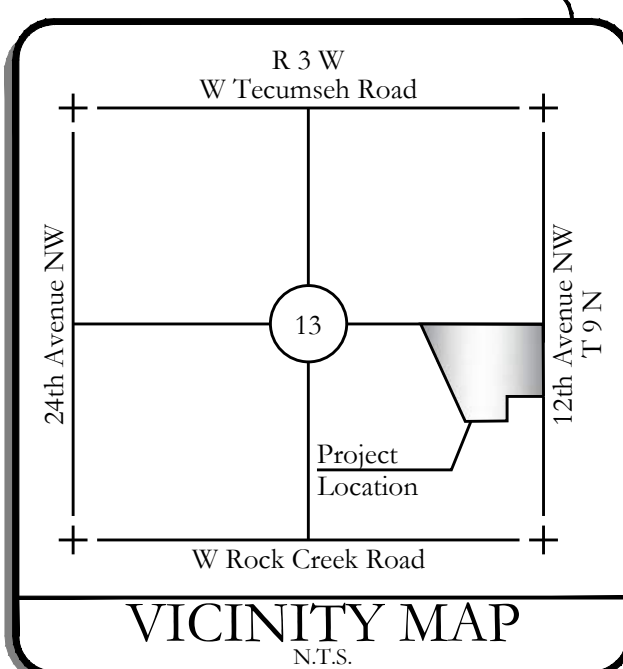 R 3 W
W Tecumseh Road
24th Avenue NW
13
12th Avenue NW
T 9 N
Project
Location
W Rock Creek Road
VICINITY MAP
N.T.S.